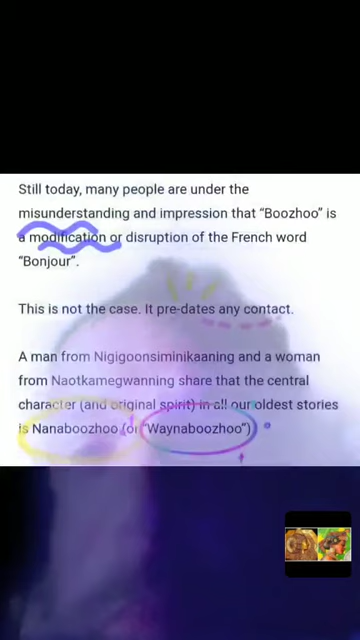 Still today, many people are under the
misunderstanding and impression that “Boozhoo” is
a modification or disruption of the French word
“Bonjour”.
This is not the case. It pre-dates any contact.
A man from Nigigoonsiminikaaning and a woman
from Naotkamegwanning share that the central
character (and original spirit) in all our oldest stories
is Nanaboozhoo (or “Waynaboozhoo”)